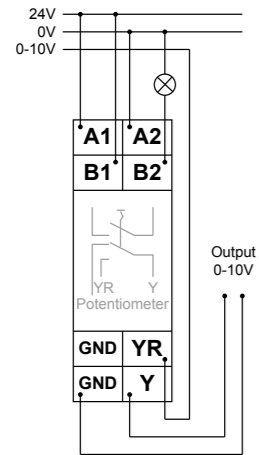 24V
0V
0-10V
A1 A2
B1 B2
YR Y
Potentiometer
Output
0-10V
GND YR
GND Y